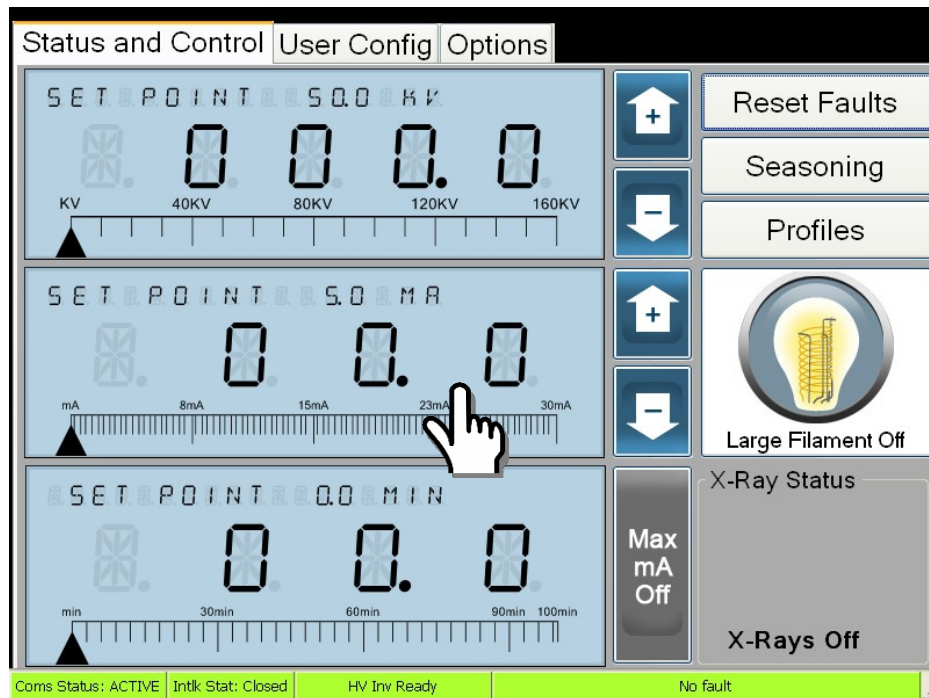 Status and Control User Config Options
SET POINT 50.0 KV
000.0
KV 40KV 80KV 120KV 160KV
+
-
Reset Faults
Seasoning
Profiles
SET POINT 5.0 MA
00.0
mA 8mA 15mA 23mA 30mA
+
-
Large Filament Off
SET POINT 0.0 MIN
00.0
min 30min 60min 90min 100min
Max
mA
Off
X-Ray Status
X-Rays Off
Coms Status: ACTIVE Intlk Stat: Closed HV Inv Ready No fault